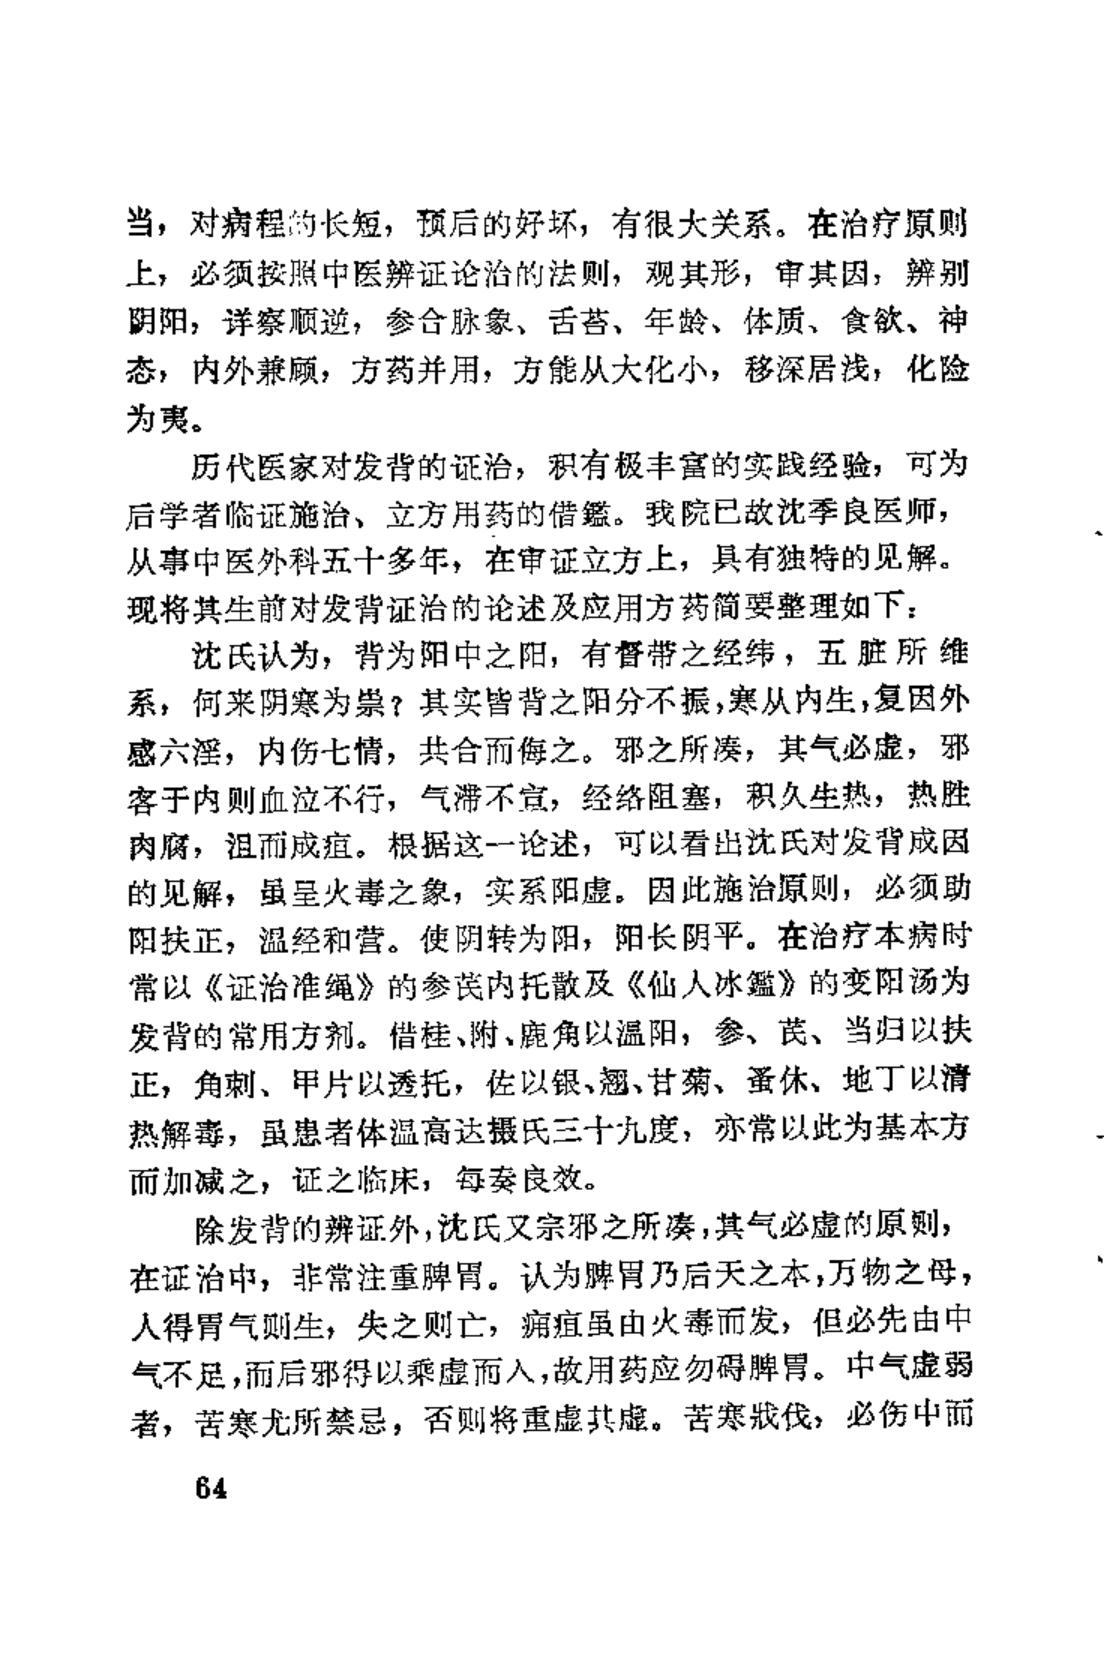 当，对病程的长短，预后的好坏，有很大关系。在治疗原则
上，必须按照中医辨证论治的法则，观其形，审其因，辨别
阴阳，详察顺逆，参合脉象、舌苔、年龄、体质、食欲、神
态，内外兼顾，方药并用，方能从大化小，移深居浅，化险
为夷。
历代医家对发背的证治，积有极丰富的实践经验，可为
后学者临证施治、立方用药的借鑑。我院已故沈季良医师，
从事中医外科五十多年，在审证立方上，具有独特的见解。
现将其生前对发背证治的论述及应用方药简要整理如下：
沈氏认为，背为阳中之阳，有督带之经纬，五脏所维
系，何来阴寒为祟？其实皆背之阳分不振，寒从内生，复因外
感六淫，内伤七情，共合而侮之。邪之所凑，其气必虚，邪
客于内则血泣不行，气滞不宣，经络阻塞，积久生热，热胜
肉腐，沮而成疽。根据这一论述，可以看出沈氏对发背成因
的见解，虽呈火毒之象，实系阳虚。因此施治原则，必须助
阳扶正，温经和营。使阴转为阳，阳长阴平。在治疗本病时
常以《证治准绳》的参芪内托散及《仙人冰鑑》的变阳汤为
发背的常用方剂。借桂、附、鹿角以温阳，参、芪、当归以扶
正，角刺、甲片以透托，佐以银、翘、甘菊、蚤休、地丁以清
热解毒，虽患者体温高达摄氏三十九度，亦常以此为基本方
而加减之，证之临床，每奏良效。
除发背的辨证外，沈氏又宗邪之所凑，其气必虚的原则，
在证治中，非常注重脾胃。认为脾胃乃后天之本，万物之母，
人得胃气则生，失之则亡，痈疽虽由火毒而发，但必先由中
气不足，而后邪得以乘虚而入，故用药应勿碍脾胃。中气虚弱
者，苦寒尤所禁忌，否则将重虚其虚。苦寒戕伐，必伤中而
64